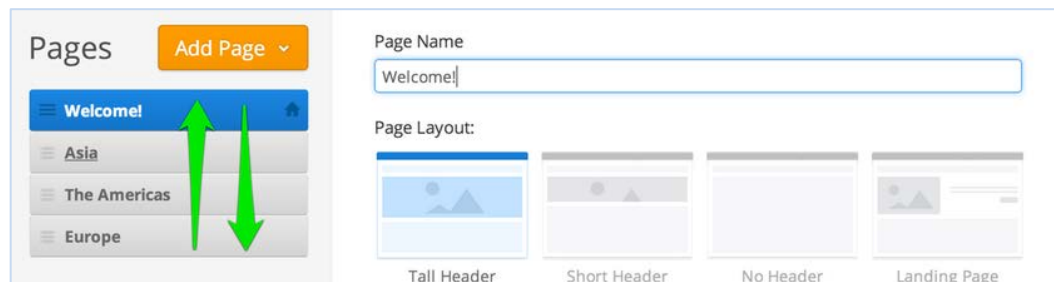 Pages
Add Page
Welcome!
Asia
The Americas
Europe
Page Name
Welcome!
Page Layout:
Tall Header
Short Header
No Header
Landing Page